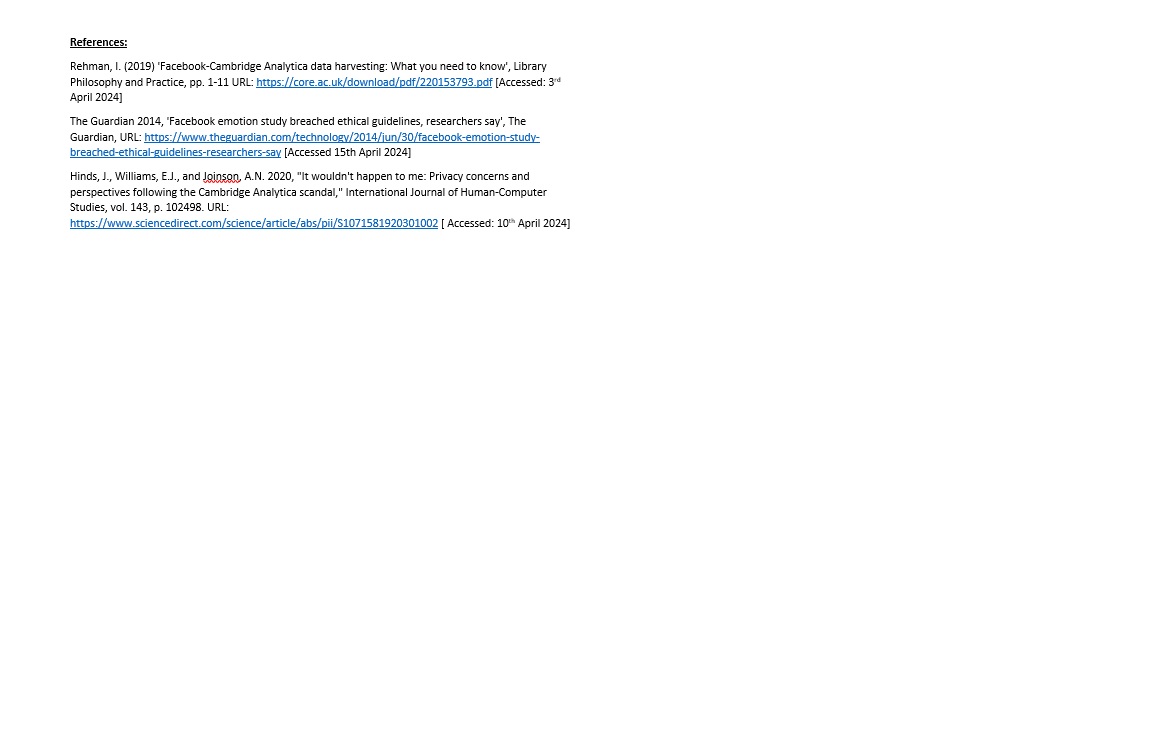 References:
Rehman, I. (2019) 'Facebook-Cambridge Analytica data harvesting: What you need to know', Library
Philosophy and Practice, pp. 1-11 URL: https://core.ac.uk/download/pdf/220153793.pdf [Accessed: 3rd
April 2024]
The Guardian 2014, 'Facebook emotion study breached ethical guidelines, researchers say', The
Guardian, URL: https://www.theguardian.com/technology/2014/jun/30/facebook-emotion-study-
breached-ethical-guidelines-researchers-say [Accessed 15th April 2024]
Hinds, J., Williams, E.J., and Joinson, A.N. 2020, "It wouldn't happen to me: Privacy concerns and
perspectives following the Cambridge Analytica scandal," International Journal of Human-Computer
Studies, vol. 143, p. 102498. URL:
https://www.sciencedirect.com/science/article/abs/pii/S1071581920301002 [ Accessed: 10th April 2024]